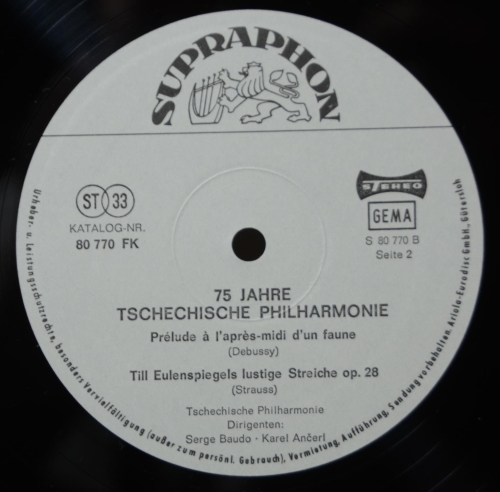 SUPRAPHON
ST 33
KATALOG-NR.
80 770 FK
STEREO
GEMA
S 80 770 B
Seite 2
75 JAHRE
TSCHECHISCHE PHILHARMONIE
Prélude à l'après-midi d'un faune
(Debussy)
Till Eulenspiegels lustige Streiche op. 28
(Strauss)
Tschechische Philharmonie
Dirigenten:
Serge Baudo · Karel Ančerl
Urheber- u. Leistungsschutzrechte, besonders Vervielfältigung (außer zum persönl. Gebrauch), Vermietung, Aufführung, Sendung vorbehalten. Ariola-Eurodisc GmbH., Gütersloh